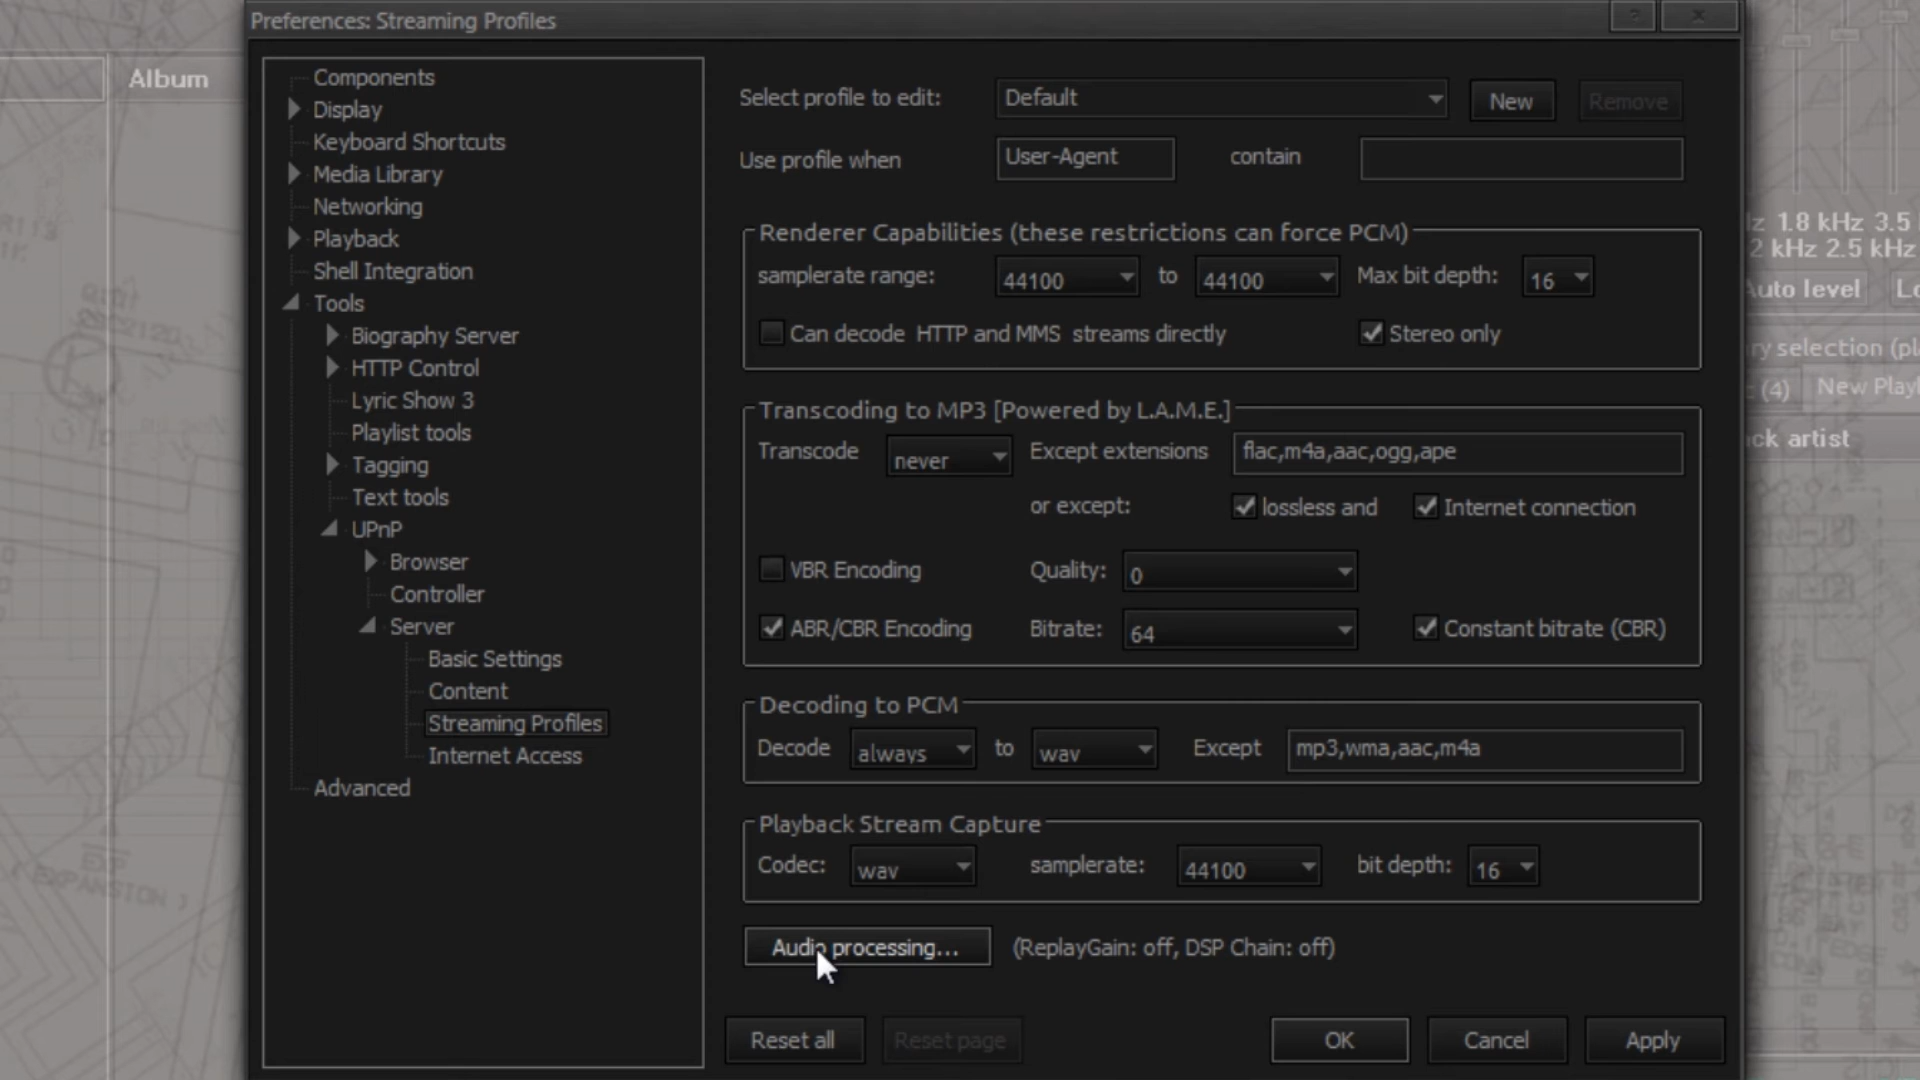 Preferences: Streaming Profiles
Album
Components
Display
Keyboard Shortcuts
Media Library
Networking
Playback
Shell Integration
Tools
Biography Server
HTTP Control
Lyric Show 3
Playlist tools
Tagging
Text tools
UPnP
Browser
Controller
Server
Basic Settings
Content
Streaming Profiles
Internet Access
Advanced
Select profile to edit: Default New Remove
Use profile when User-Agent contain
Renderer Capabilities (these restrictions can force PCM)
samplerate range: 44100 to 44100 Max bit depth: 16
Can decode HTTP and MMS streams directly Stereo only
Transcoding to MP3 [Powered by L.A.M.E.]
Transcode never Except extensions flac,m4a,aac,ogg,ape
or except: lossless and Internet connection
VBR Encoding Quality: 0
ABR/CBR Encoding Bitrate: 64 Constant bitrate (CBR)
Decoding to PCM
Decode always to wav Except mp3,wma,aac,m4a
Playback Stream Capture
Codec: wav samplerate: 44100 bit depth: 16
Audio processing... (ReplayGain: off, DSP Chain: off)
Reset all Reset page OK Cancel Apply
1.8 kHz 3.5
2 kHz 2.5 kHz
Auto level
selection
(4) New
artist
( EXPANSION )